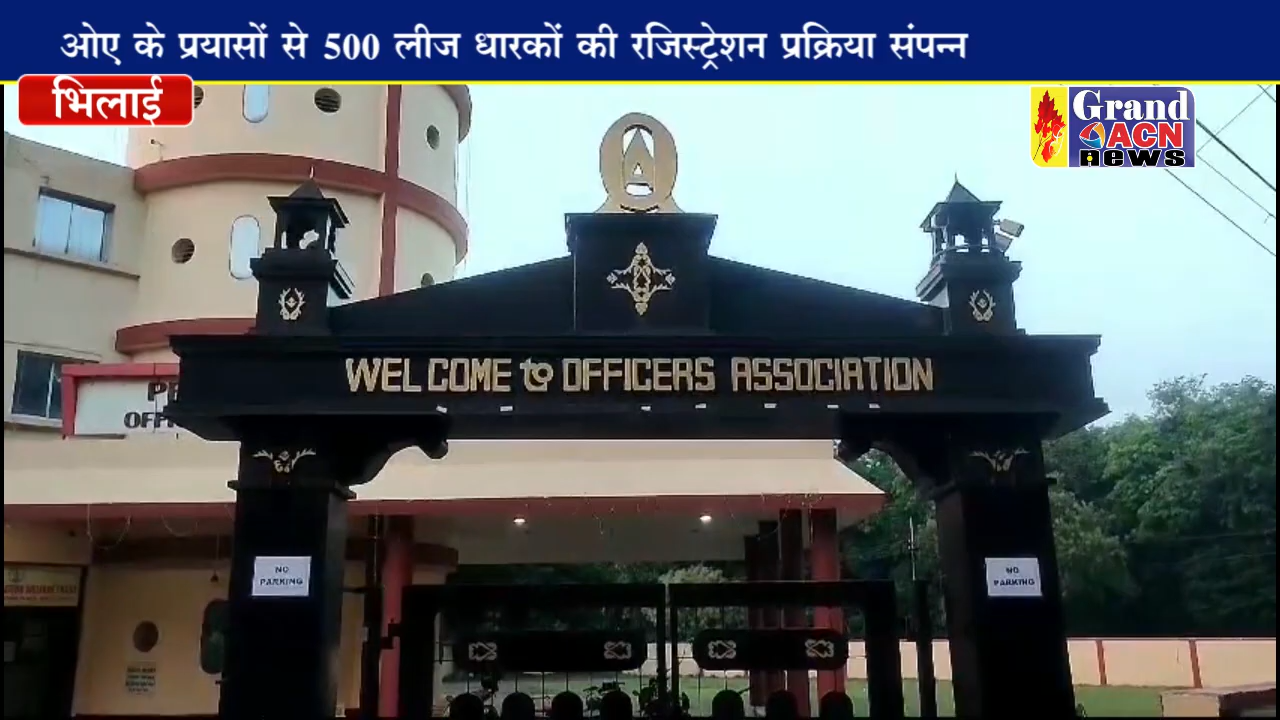 ओए के प्रयासों से 500 लीज धारकों की रजिस्ट्रेशन प्रक्रिया संपन्न
भिलाई
Grand
ACN
news
WELCOME to OFFICERS ASSOCIATION
NO
PARKING
NO
PARKING